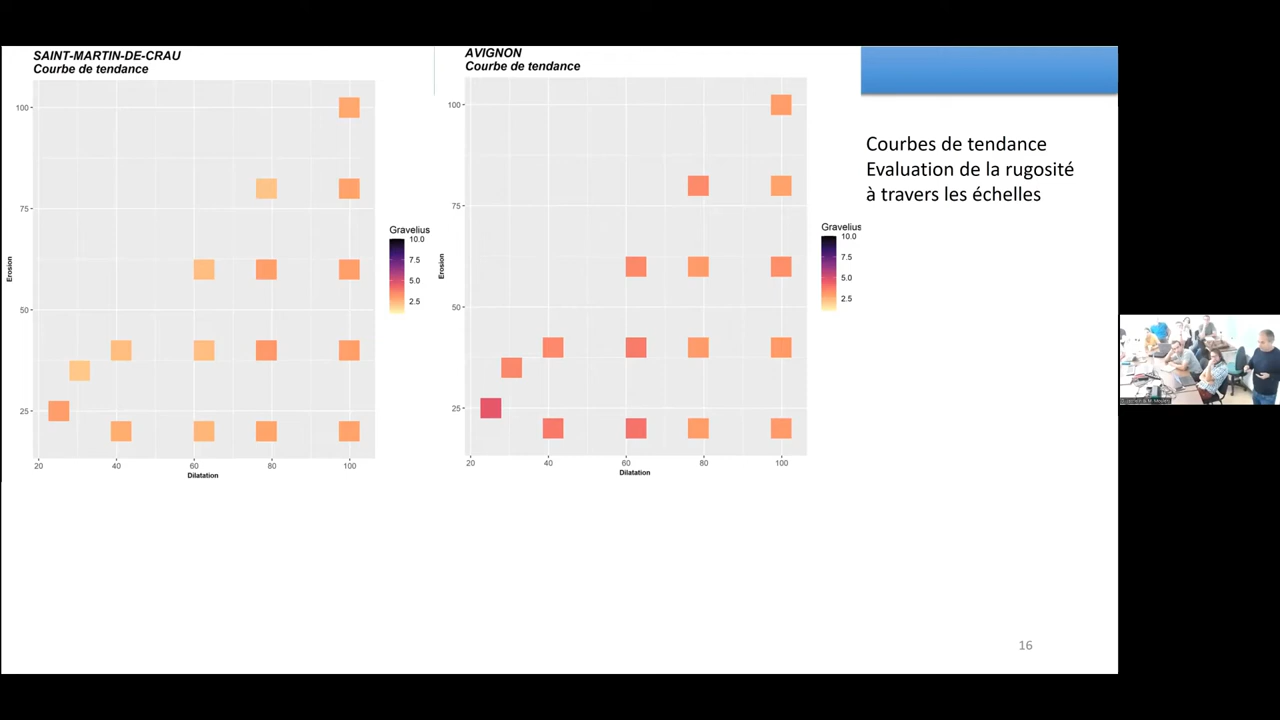 SAINT-MARTIN-DE-CRAU
Courbe de tendance
100
75
50
25
Erosion
20
40
60
80
100
Dilatation
Gravelius
10.0
7.5
5.0
2.5
AVIGNON
Courbe de tendance
100
75
50
25
Erosion
20
40
60
80
100
Dilatation
Gravelius
10.0
7.5
5.0
2.5
Courbes de tendance
Evaluation de la rugosité
à travers les échelles
16